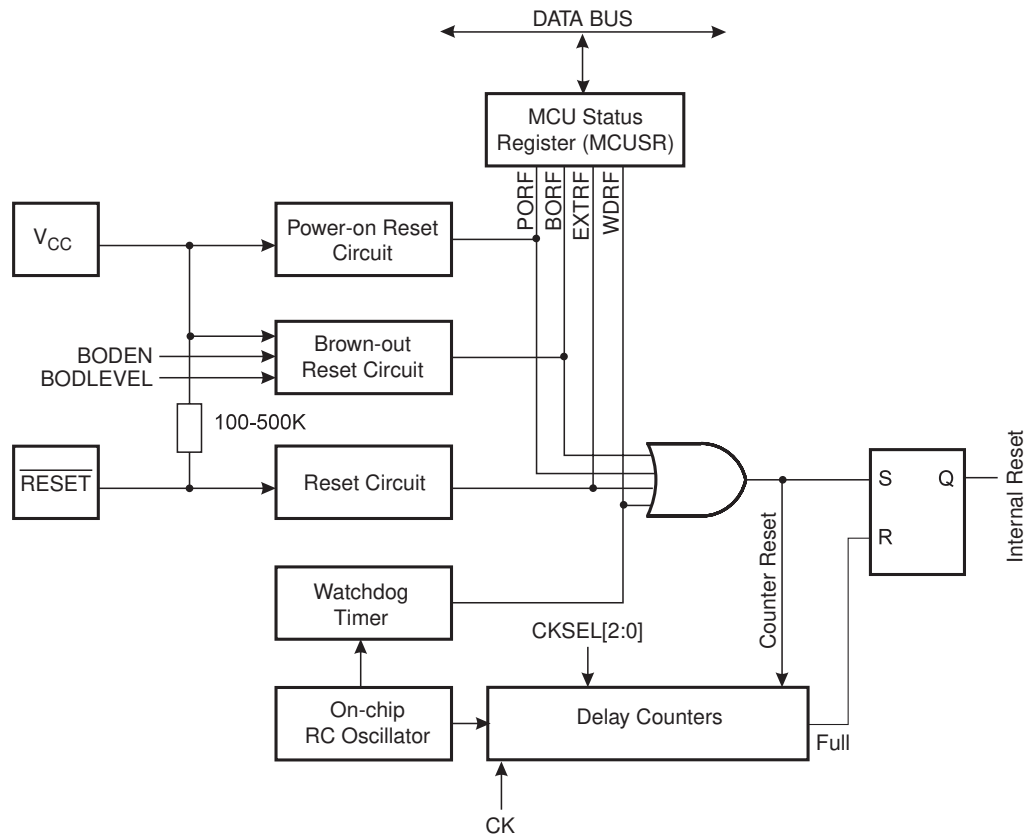 DATA BUS
MCU Status
Register (MCUSR)
PORF
BORF
EXTRF
WDRF
VCC
Power-on Reset
Circuit
BODEN
BODLEVEL
Brown-out
Reset Circuit
100-500K
RESET
Reset Circuit
S
Q
R
Internal Reset
Counter Reset
Watchdog
Timer
CKSEL[2:0]
On-chip
RC Oscillator
Delay Counters
Full
CK